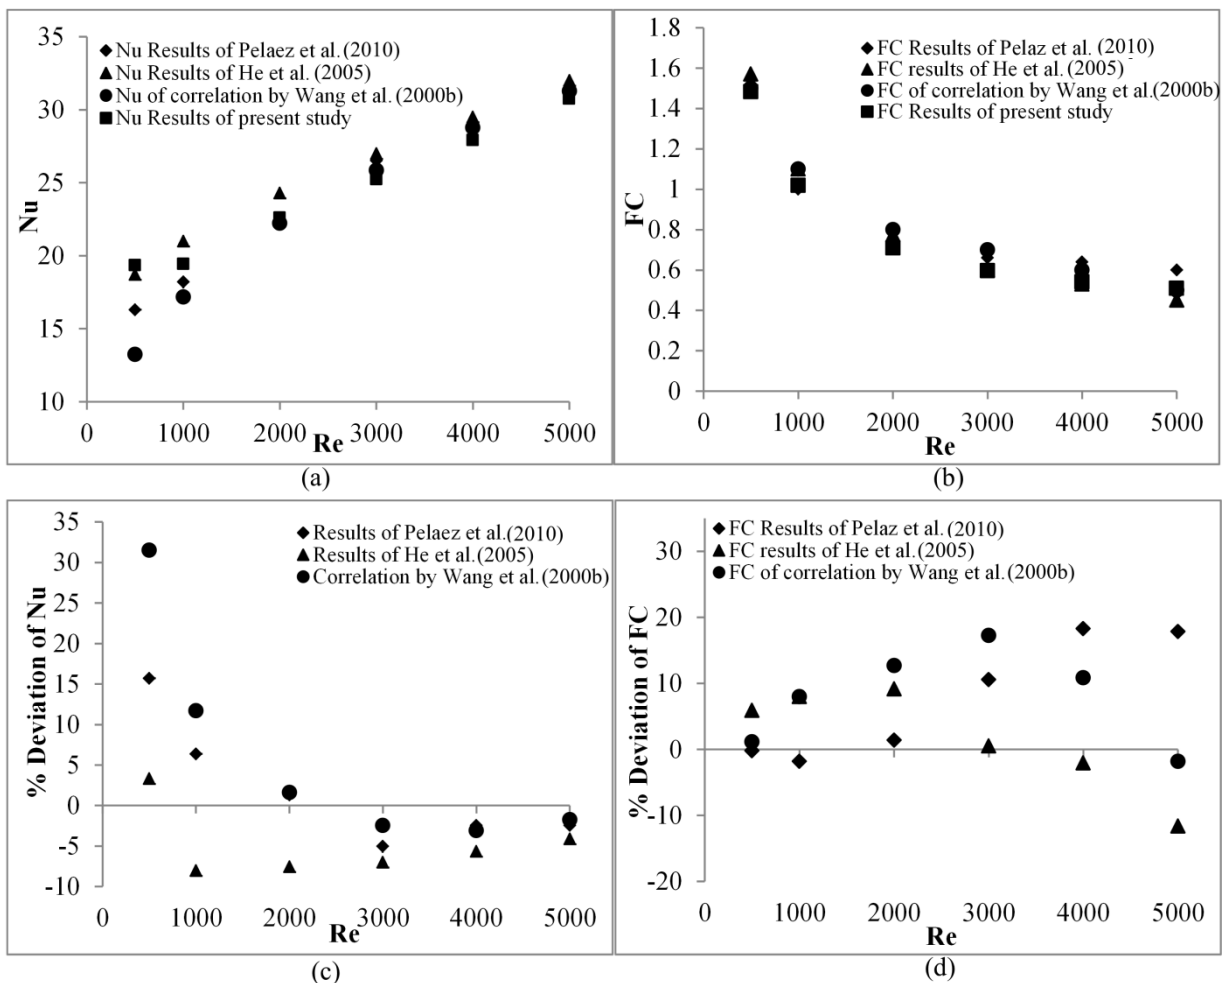 35
30
25
20
15
10
Nu
Nu Results of Pelaez et al. (2010)
Nu Results of He et al. (2005)
Nu of correlation by Wang et al. (2000b)
Nu Results of present study
0 1000 2000 3000 4000 5000
Re
(a)
1.8
1.6
1.4
1.2
1
0.8
0.6
0.4
0.2
0
FC
FC Results of Pelaz et al. (2010)
FC results of He et al. (2005)
FC of correlation by Wang et al. (2000b)
FC Results of present study
0 1000 2000 3000 4000 5000
Re
(b)
35
30
25
20
15
10
5
0
-5
-10
% Deviation of Nu
Results of Pelaez et al. (2010)
Results of He et al. (2005)
Correlation by Wang et al. (2000b)
0 1000 2000 3000 4000 5000
Re
(c)
30
20
10
0
-10
-20
% Deviation of FC
FC Results of Pelaz et al. (2010)
FC results of He et al. (2005)
FC of correlation by Wang et al. (2000b)
0 1000 2000 3000 4000 5000
Re
(d)